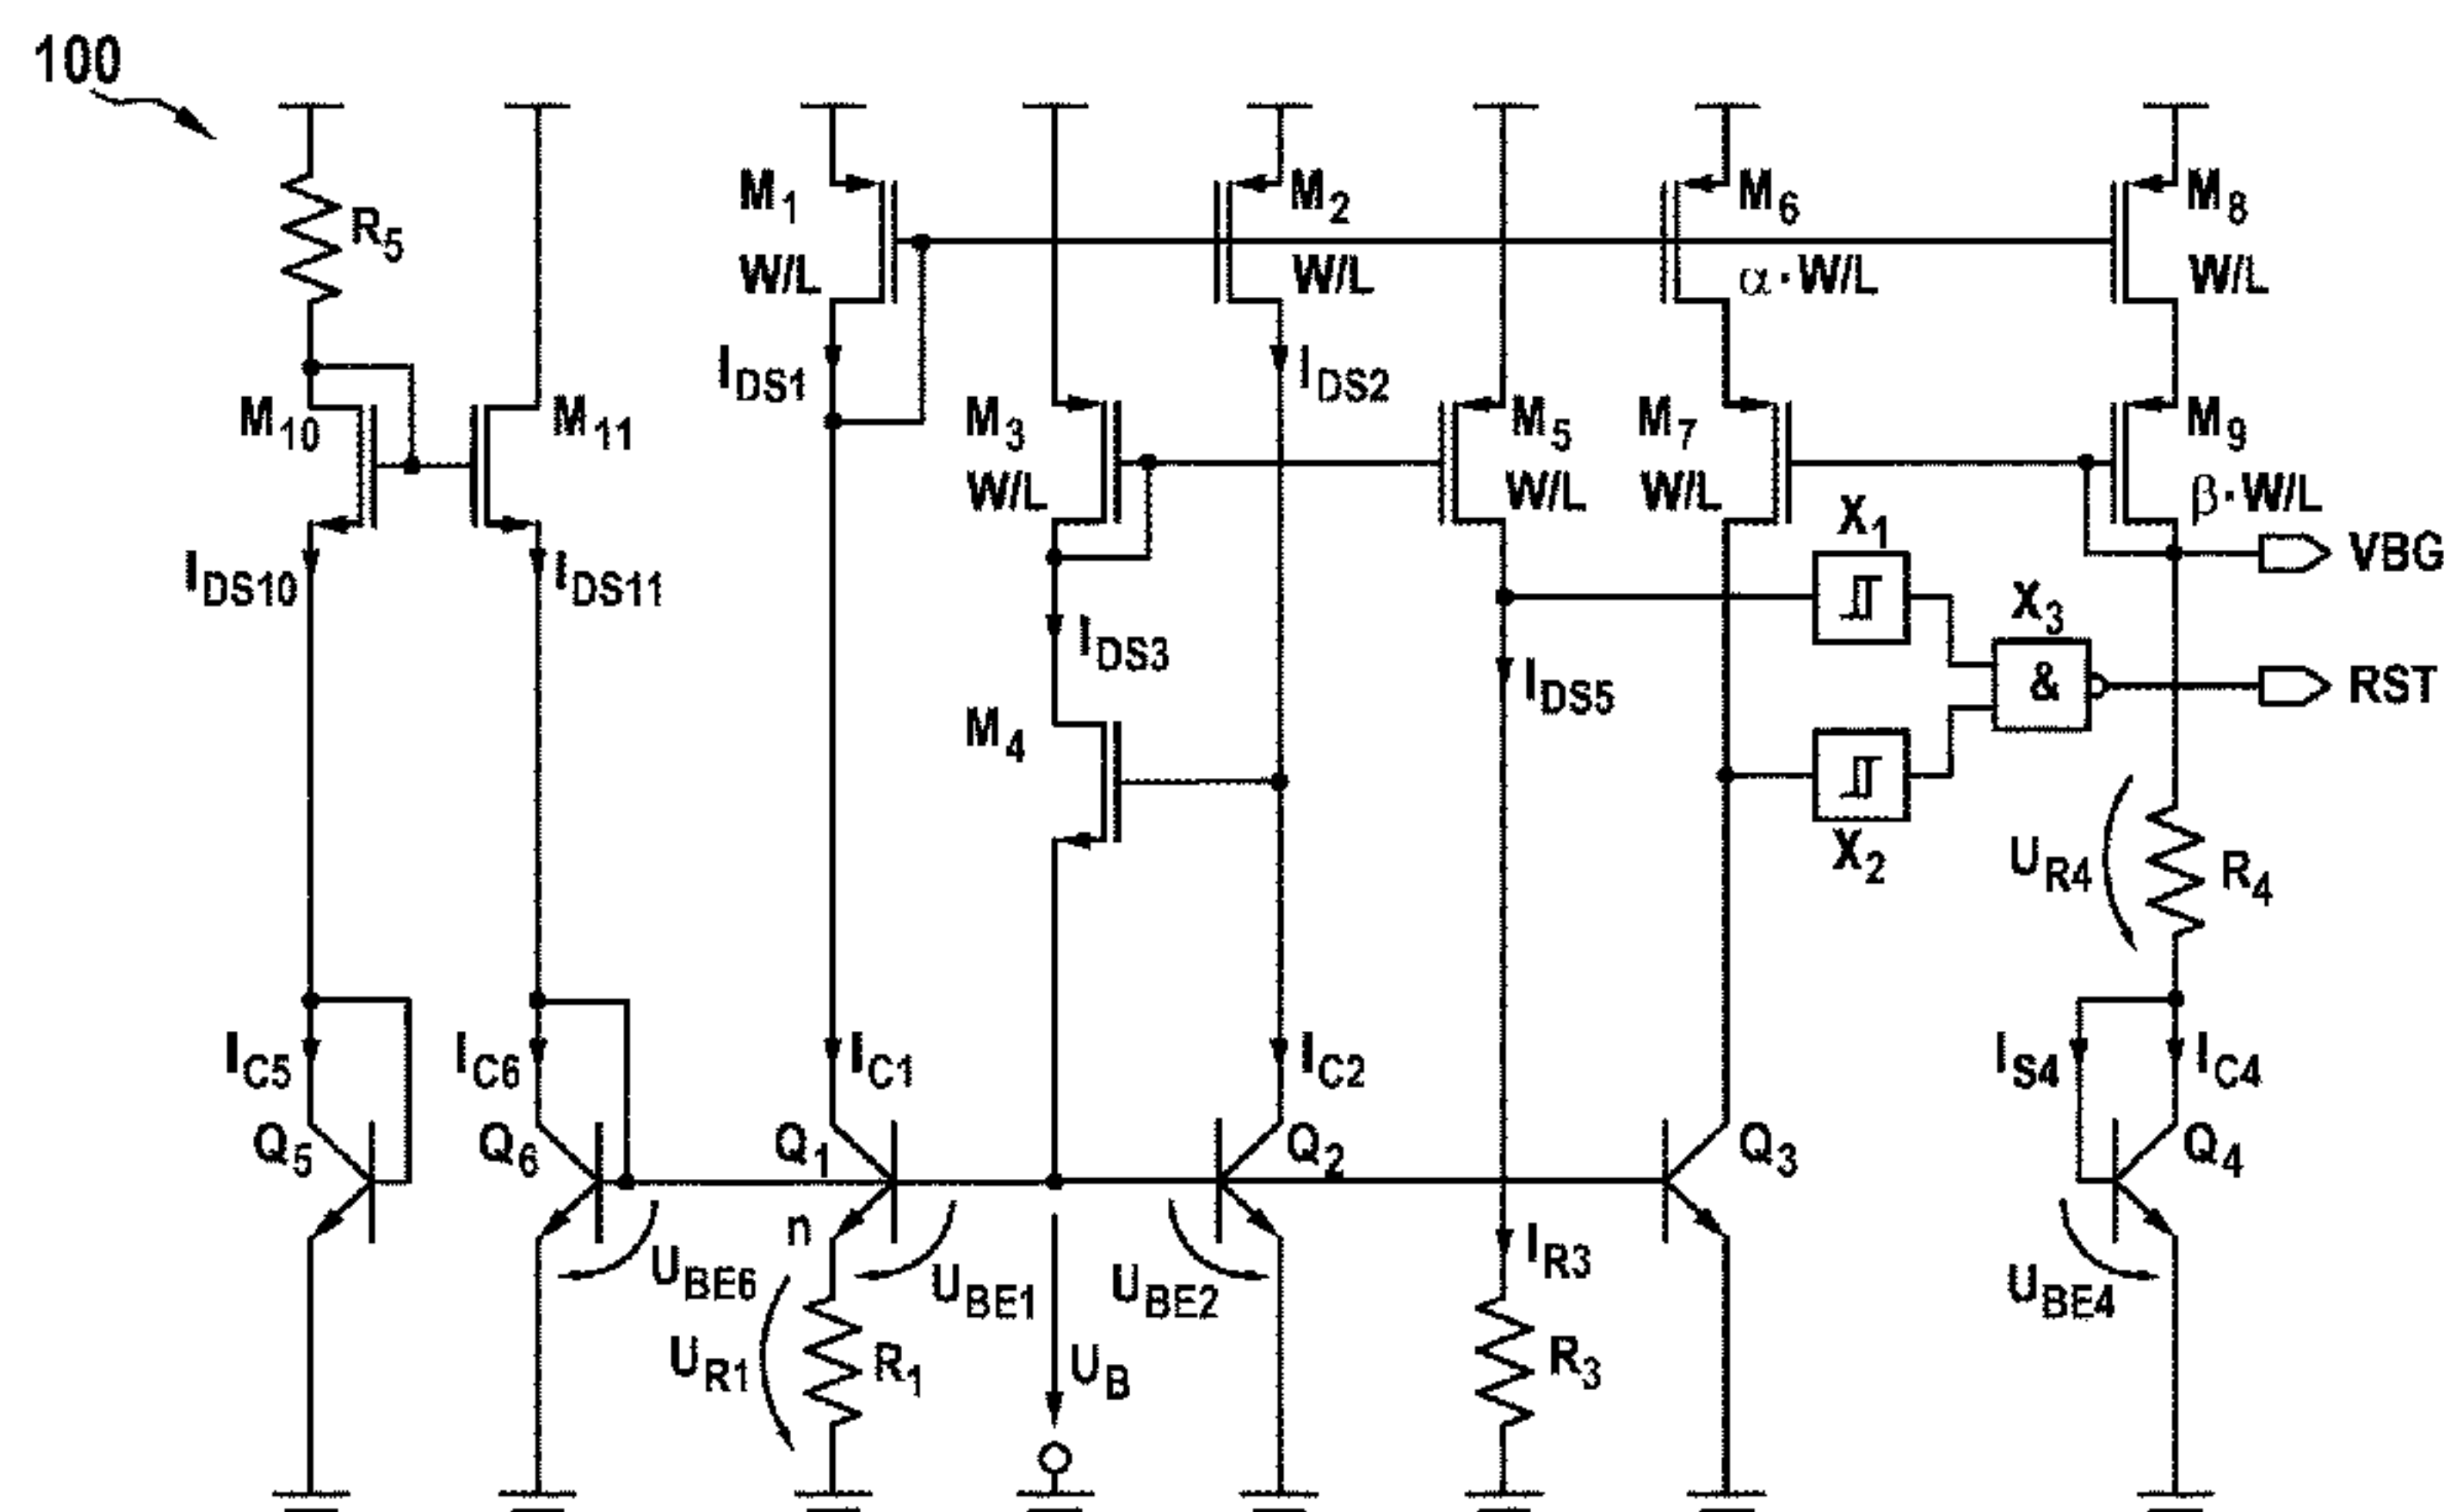 100
R5
M10
M11
IDS10
IDS11
IC5
IC6
Q5
Q6
UBE6
M1
W/L
IDS1
IC1
Q1
n
UBE1
UR1
R1
UB
M2
W/L
IDS2
M3
W/L
IDS3
M4
IC2
Q2
UBE2
M5
W/L
IDS5
IR3
R3
M6
α·W/L
M7
W/L
Q3
X1
X2
X3
&
M8
W/L
M9
β·W/L
VBG
RST
UR4
R4
IS4
IC4
Q4
UBE4